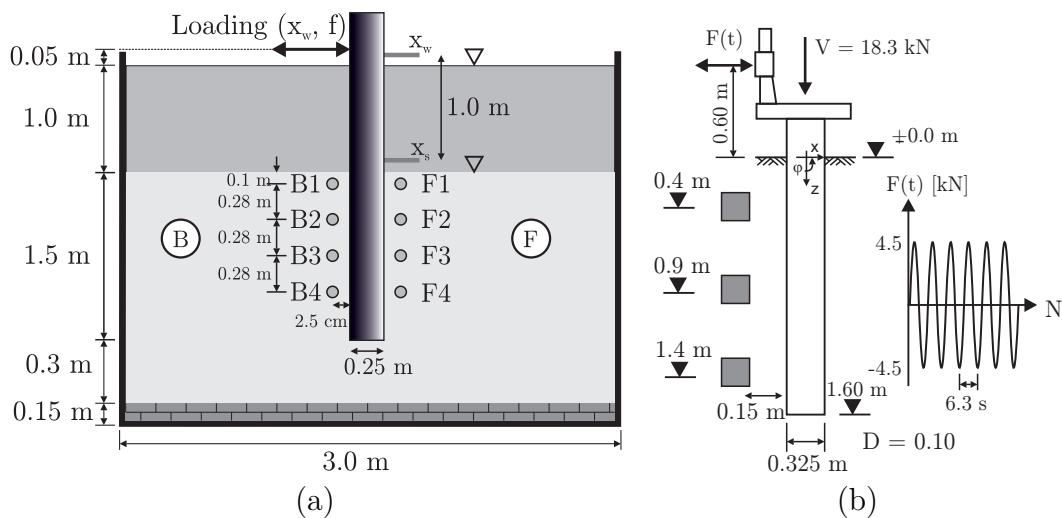 Loading (x_w, f)
0.05 m
x_w
1.0 m
1.0 m
x_s
0.1 m
B1
F1
0.28 m
B2
F2
B
F
1.5 m
0.28 m
B3
F3
0.28 m
B4
F4
2.5 cm
0.25 m
0.3 m
0.15 m
3.0 m
(a)
F(t)
V = 18.3 kN
0.60 m
±0.0 m
x
φ
z
0.4 m
F(t) [kN]
4.5
0.9 m
N
1.4 m
-4.5
6.3 s
1.60 m
0.15 m
D = 0.10
0.325 m
(b)